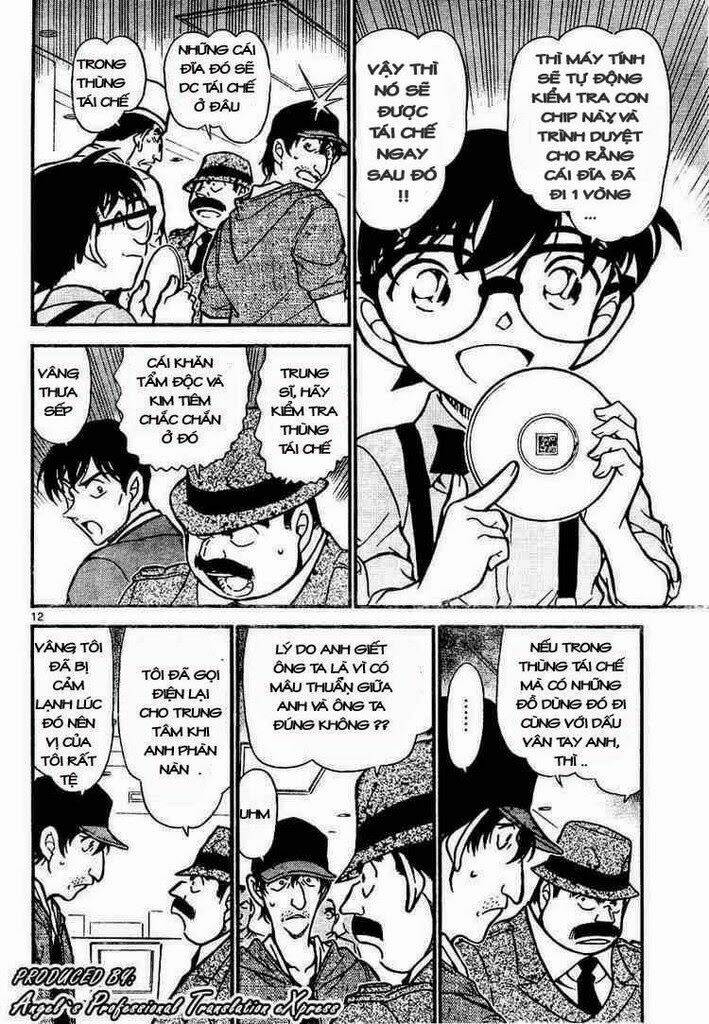 THÌ MÁY TÍNH
SẼ TỰ ĐỘNG
KIỂM TRA CON
CHIP NÀY, VÀ
TRÌNH DUYỆT
CHO RẰNG
CÁI ĐĨA ĐÃ
ĐI 1 VÒNG
...
VẬY THÌ
NÓ SẼ
ĐƯỢC
TÁI CHẾ
NGAY
SAU ĐÓ
!!
NHỮNG CÁI
ĐĨA ĐÓ SẼ
DC TÁI CHẾ
Ở ĐÂU
TRONG
THÙNG
TÁI CHẾ
TRUNG
SĨ, HÃY
KIỂM TRA
THÙNG
TÁI CHẾ
CÁI KHĂN
TẨM ĐỘC VÀ
KIM TIÊM
CHẮC CHẮN
Ở ĐÓ
VÂNG
THƯA
SẾP
12
NẾU TRONG
THÙNG TÁI CHẾ
MÀ CÓ NHỮNG
ĐỒ DÙNG ĐÓ ĐI
CÙNG VỚI DẤU
VÂN TAY ANH,
THÌ ..
......
LÝ DO ANH GIẾT
ÔNG TA LÀ VÌ CÓ
MÂU THUẪN GIỮA
ANH VÀ ÔNG TA
ĐÚNG KHÔNG ??
UHM
TÔI ĐÃ GỌI
ĐIỆN LẠI
CHO TRUNG
TÂM KHI
ANH PHÀN
NÀN .
VÂNG TÔI
ĐÃ BỊ
CẢM
LẠNH LÚC
ĐÓ NÊN
VỊ CỦA
TÔI RẤT
TỆ
PRODUCED BY:
Angel's Professional Translation eXpress